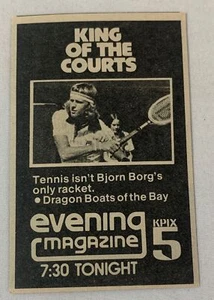 KING
OF THE
COURTS
Tennis isn't Bjorn Borg's
only racket.
● Dragon Boats of the Bay
evening
magazine
KPIX
5
7:30 TONIGHT